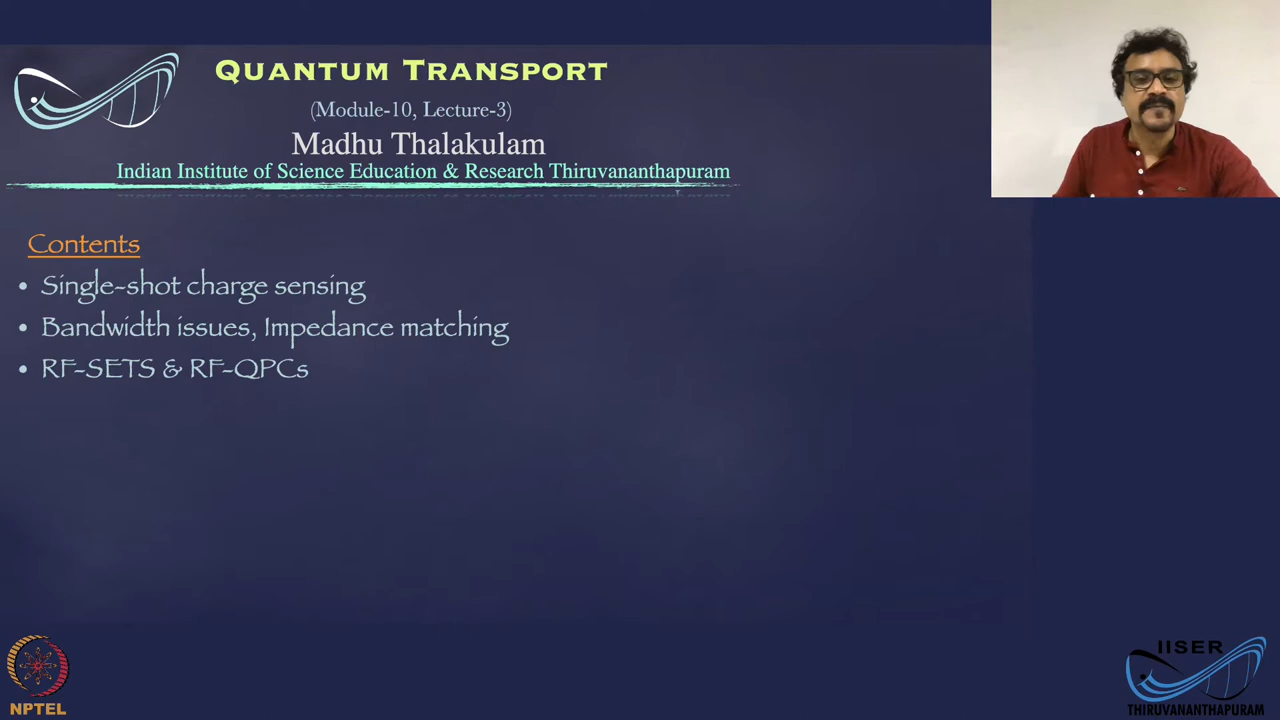 QUANTUM TRANSPORT
(Module-10, Lecture-3)
Madhu Thalakulam
Indian Institute of Science Education & Research Thiruvananthapuram
Contents
• Single-shot charge sensing
• Bandwidth issues, Impedance matching
• RF-SETS & RF-QPCs
NPTEL
IISER
THIRUVANANTHAPURAM